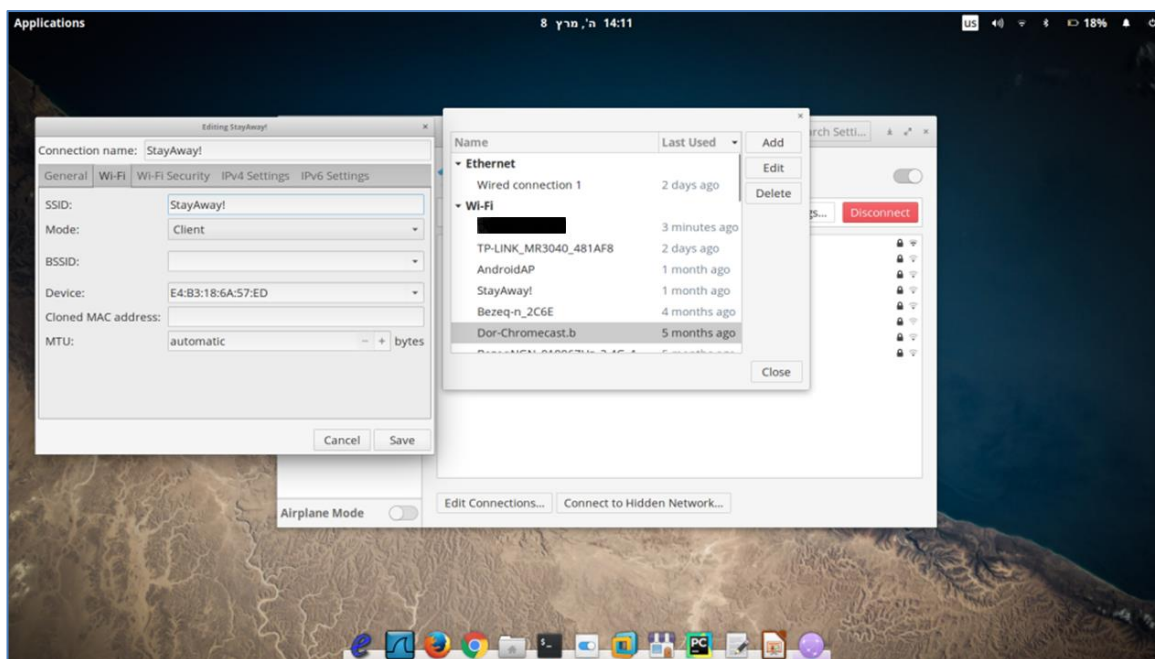 Applications
14:11 ה', מרץ 8
US
18%
Editing StayAway!
Connection name: StayAway!
General Wi-Fi Wi-Fi Security IPv4 Settings IPv6 Settings
SSID: StayAway!
Mode: Client
BSSID:
Device: E4:B3:18:6A:57:ED
Cloned MAC address:
MTU: automatic - + bytes
Cancel Save
Name Last Used
Add
Edit
Delete
Ethernet
Wired connection 1 2 days ago
Wi-Fi
3 minutes ago
TP-LINK_MR3040_481AF8 2 days ago
AndroidAP 1 month ago
StayAway! 1 month ago
Bezeq-n_2C6E 4 months ago
Dor-Chromecast.b 5 months ago
Close
Disconnect
Edit Connections... Connect to Hidden Network...
Airplane Mode
PC